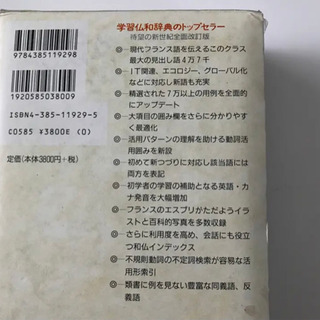 学習仏和辞典のトップセラー
待望の新世紀全面改訂版
現代フランス語を伝えるこのクラス
最大の見出し語4万7千
IT関連、エコロジー、グローバル化
などに対応し新語も充実
精選された7万以上の用例を全面的
にアップデート
大項目の囲み欄をさらに分かりやす
く最適化
活用パターンの理解を助ける動詞活
用囲みを新設
初めて新つづりに対応し該当語には
両方を表記
初学者の学習の補助となる英語・カ
ナ発音を大幅増加
フランスのエスプリがただようイラ
ストと百科的写真を多数収録
さらに利用度を高め、会話にも役立
つ和仏インデックス
不規則動詞の不定詞検索が容易な活
用形索引
類書に例を見ない豊富な同義語、反
義語
9784385119298
1920585038009
ISBN4-385-11929-5
C0585 ¥3800E (0)
定価(本体3800円+税)